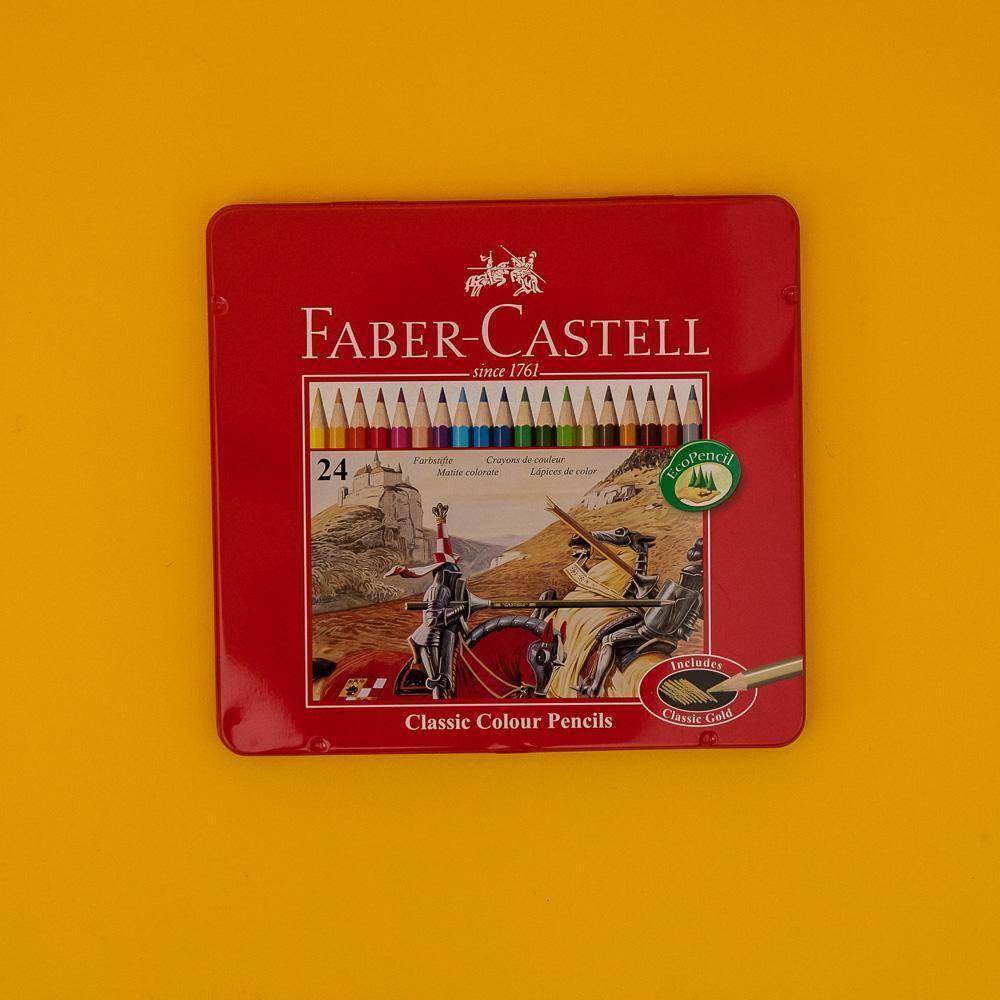 FABER-CASTELL
since 1761
24
Farbstifte Crayons de couleur
Matite colorate Lápices de color
EcoPencil
CASTELL
Includes
Classic Gold
Classic Colour Pencils